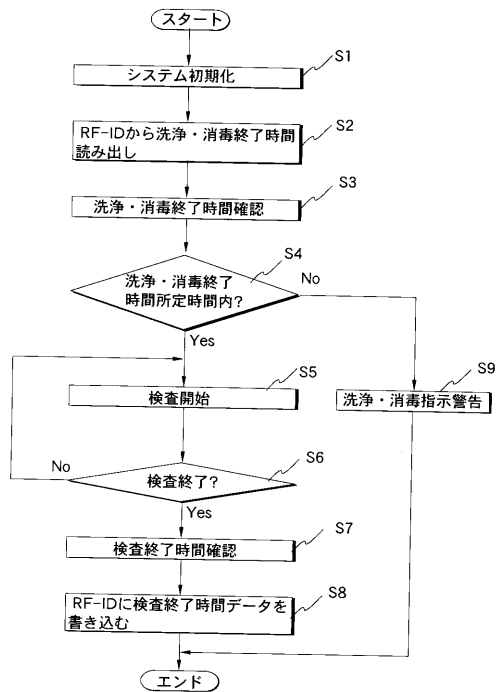 スタート
S1
システム初期化
S2
RF-IDから洗浄・消毒終了時間
読み出し
S3
洗浄・消毒終了時間確認
S4
洗浄・消毒終了
時間所定時間内?
No
Yes
S5
検査開始
S9
洗浄・消毒指示警告
S6
検査終了?
No
Yes
S7
検査終了時間確認
S8
RF-IDに検査終了時間データを
書き込む
エンド